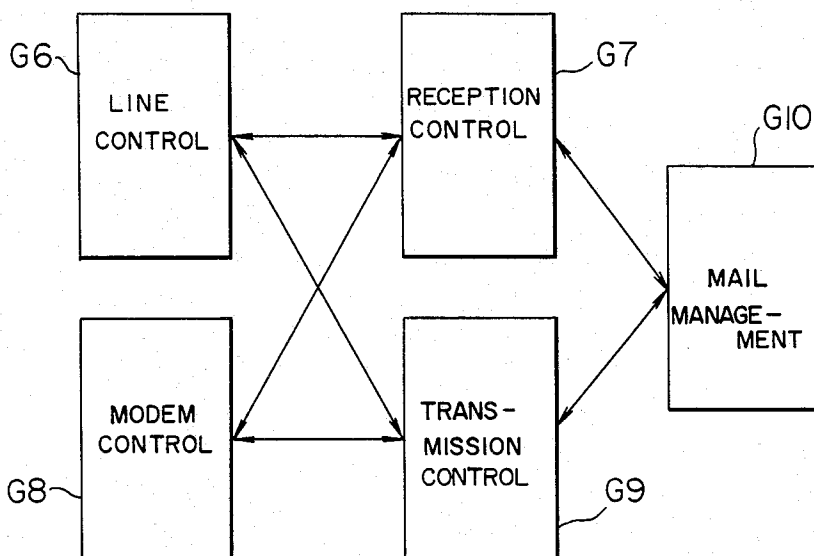 G6
LINE
CONTROL
RECEPTION
CONTROL
G7
G10
MAIL
MANAGE-
MENT
MODEM
CONTROL
G8
TRANS-
MISSION
CONTROL
G9